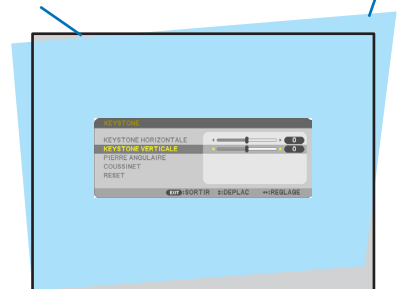 KEYSTONE
KEYSTONE HORIZONTALE 0
KEYSTONE VERTICALE 0
PIERRE ANGULAIRE
COUSSINET
RESET
EXIT:SORTIR ↕:DEPLAC ↔:REGLAGE